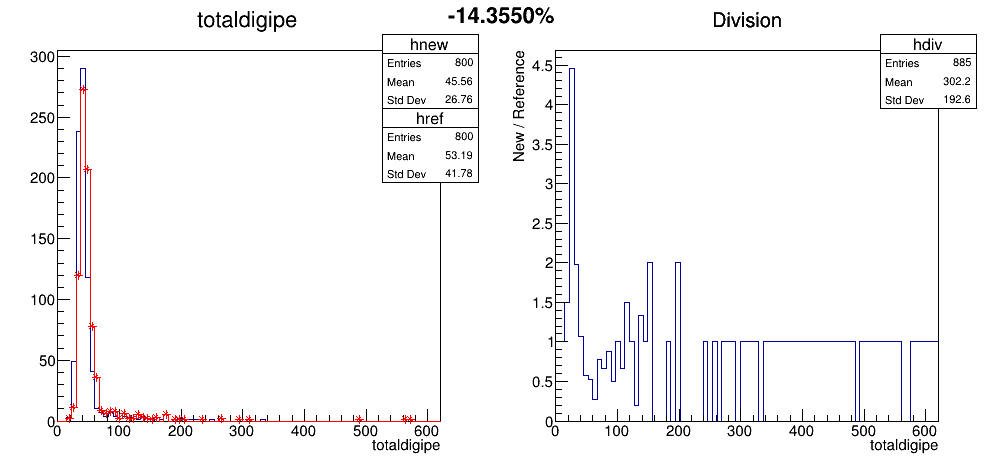 totaldigipe
-14.3550%
Division
hnew
Entries 800
Mean 45.56
Std Dev 26.76
href
Entries 800
Mean 53.19
Std Dev 41.78
300
250
200
150
100
50
0
0 100 200 300 400 500 600
totaldigipe
hdiv
Entries 885
Mean 302.2
Std Dev 192.6
New / Reference
4.5
4
3.5
3
2.5
2
1.5
1
0.5
0
0 100 200 300 400 500 600
totaldigipe